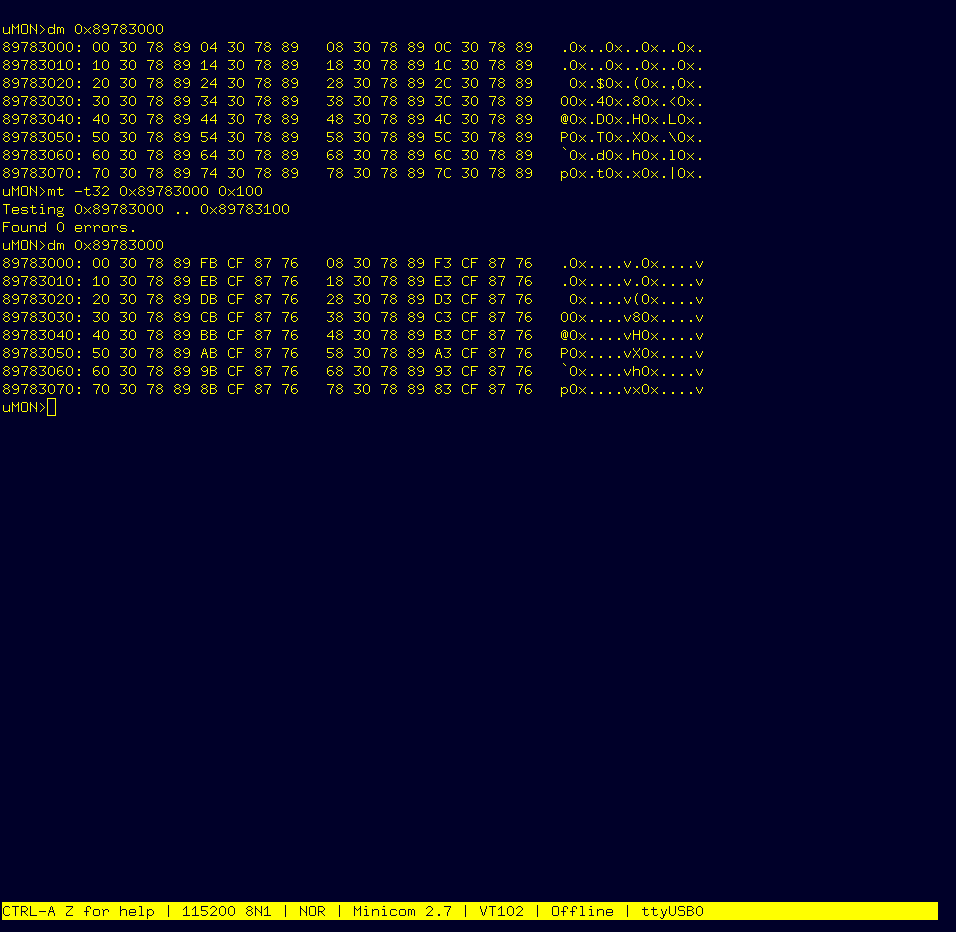 uMON>dm 0x89783000
89783000: 00 30 78 89 04 30 78 89   08 30 78 89 0C 30 78 89   .0x..0x..0x..0x.
89783010: 10 30 78 89 14 30 78 89   18 30 78 89 1C 30 78 89   .0x..0x..0x..0x.
89783020: 20 30 78 89 24 30 78 89   28 30 78 89 2C 30 78 89    0x.$0x.(0x.,0x.
89783030: 30 30 78 89 34 30 78 89   38 30 78 89 3C 30 78 89   00x.40x.80x.<0x.
89783040: 40 30 78 89 44 30 78 89   48 30 78 89 4C 30 78 89   @0x.D0x.H0x.L0x.
89783050: 50 30 78 89 54 30 78 89   58 30 78 89 5C 30 78 89   P0x.T0x.X0x.\0x.
89783060: 60 30 78 89 64 30 78 89   68 30 78 89 6C 30 78 89   `0x.d0x.h0x.l0x.
89783070: 70 30 78 89 74 30 78 89   78 30 78 89 7C 30 78 89   p0x.t0x.x0x.|0x.
uMON>mt -t32 0x89783000 0x100
Testing 0x89783000 .. 0x89783100
Found 0 errors.
uMON>dm 0x89783000
89783000: 00 30 78 89 FB CF 87 76   08 30 78 89 F3 CF 87 76   .0x....v.0x....v
89783010: 10 30 78 89 EB CF 87 76   18 30 78 89 E3 CF 87 76   .0x....v.0x....v
89783020: 20 30 78 89 DB CF 87 76   28 30 78 89 D3 CF 87 76    0x....v(0x....v
89783030: 30 30 78 89 CB CF 87 76   38 30 78 89 C3 CF 87 76   00x....v80x....v
89783040: 40 30 78 89 BB CF 87 76   48 30 78 89 B3 CF 87 76   @0x....vH0x....v
89783050: 50 30 78 89 AB CF 87 76   58 30 78 89 A3 CF 87 76   P0x....vX0x....v
89783060: 60 30 78 89 9B CF 87 76   68 30 78 89 93 CF 87 76   `0x....vh0x....v
89783070: 70 30 78 89 8B CF 87 76   78 30 78 89 83 CF 87 76   p0x....vx0x....v
uMON>
CTRL-A Z for help | 115200 8N1 | NOR | Minicom 2.7 | VT102 | Offline | ttyUSB0